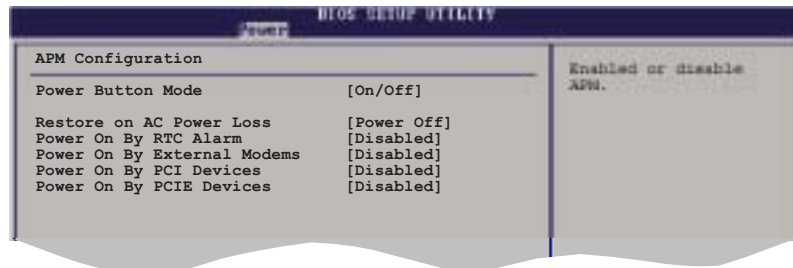 BIOS SETUP UTILITY
Power
APM Configuration
Power Button Mode [On/Off]
Restore on AC Power Loss [Power Off]
Power On By RTC Alarm [Disabled]
Power On By External Modems [Disabled]
Power On By PCI Devices [Disabled]
Power On By PCIE Devices [Disabled]
Enabled or disable
APM.